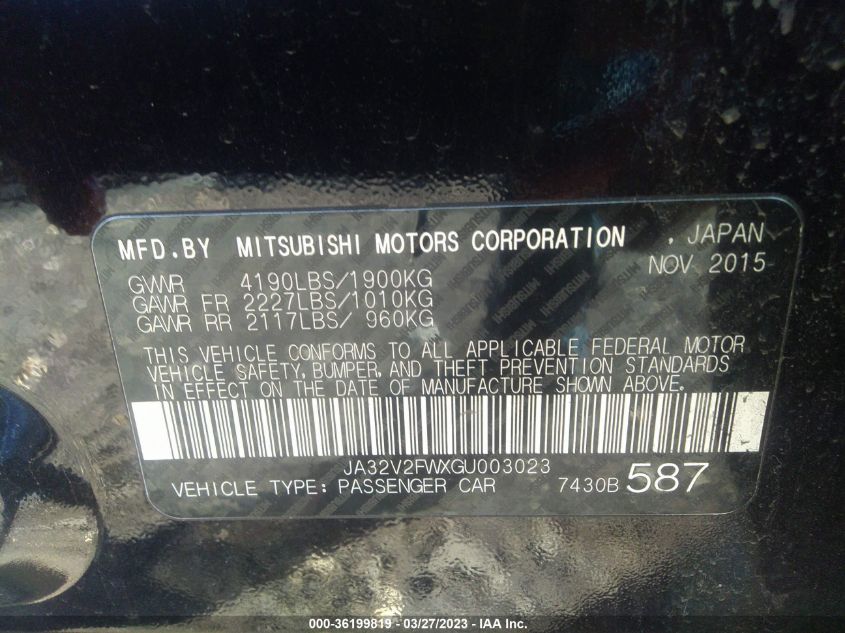 MFD.BY MITSUBISHI MOTORS CORPORATION , JAPAN
NOV 2015
GVWR 4190LBS/1900KG
GAWR FR 2227LBS/1010KG
GAWR RR 2117LBS/ 960KG
THIS VEHICLE CONFORMS TO ALL APPLICABLE FEDERAL MOTOR
VEHICLE SAFETY, BUMPER, AND THEFT PREVENTION STANDARDS
IN EFFECT ON THE DATE OF MANUFACTURE SHOWN ABOVE.
JA32V2FWXGU003023
VEHICLE TYPE: PASSENGER CAR 7430B 587
000-36199819 - 03/27/2023 - IAA Inc.